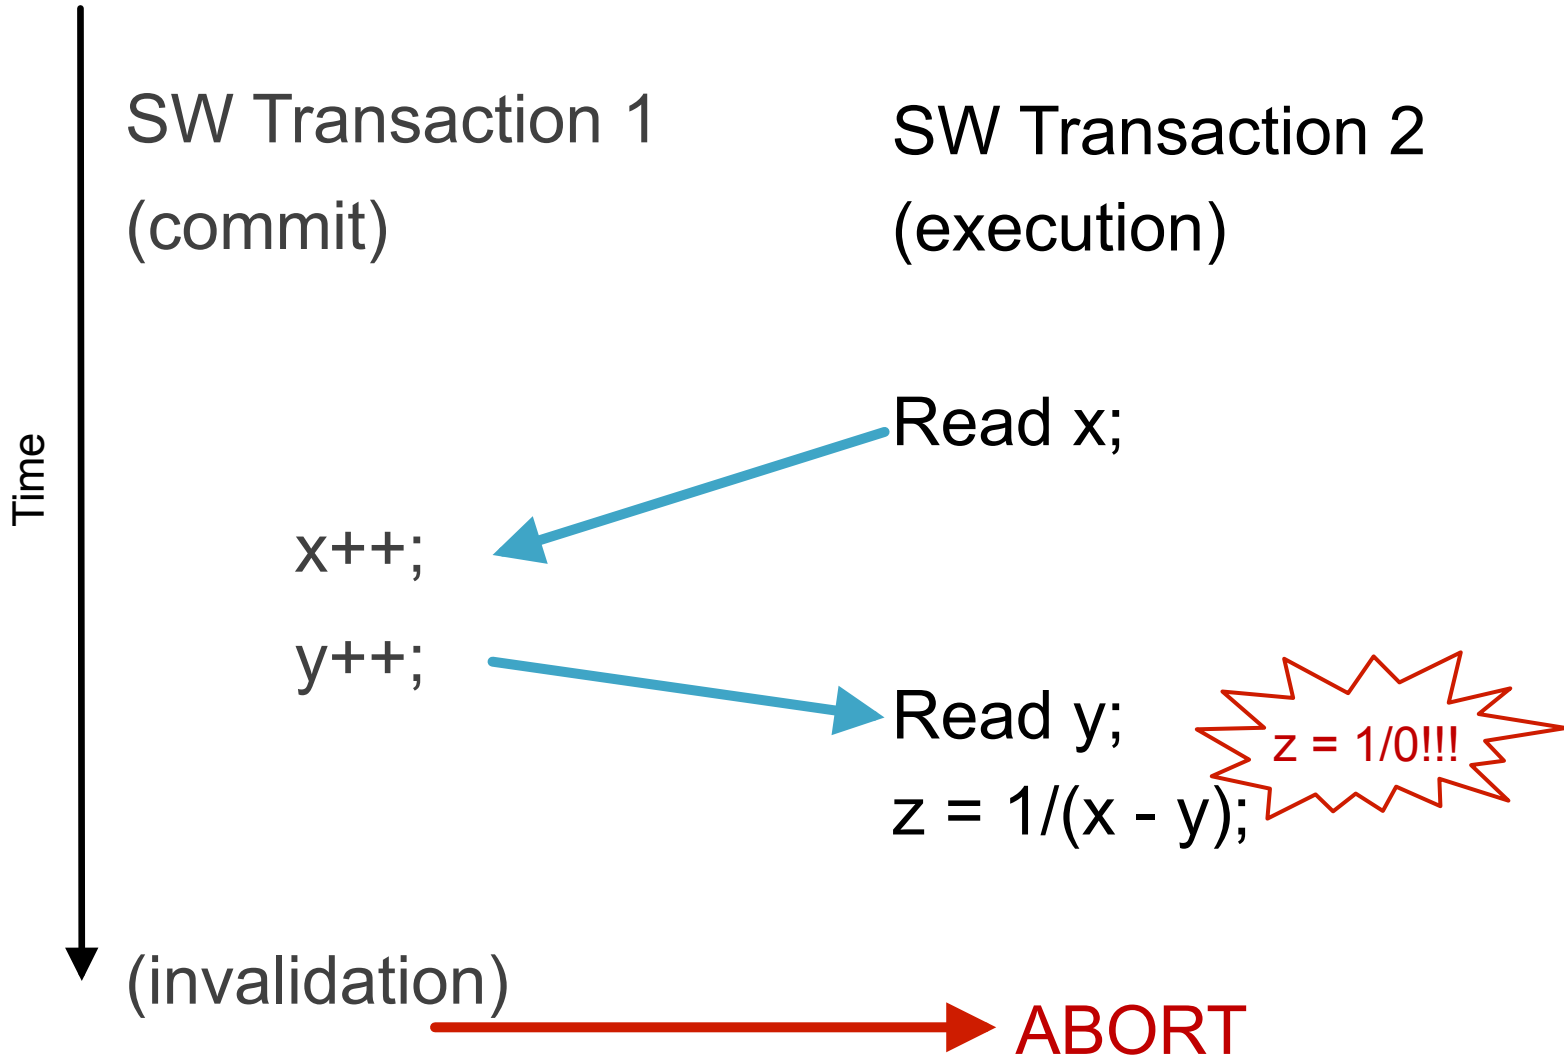 SW Transaction 1
(commit)
SW Transaction 2
(execution)
Time
Read x;
x++;
y++;
Read y;
z = 1/0!!!
z = 1/(x - y);
(invalidation)
ABORT